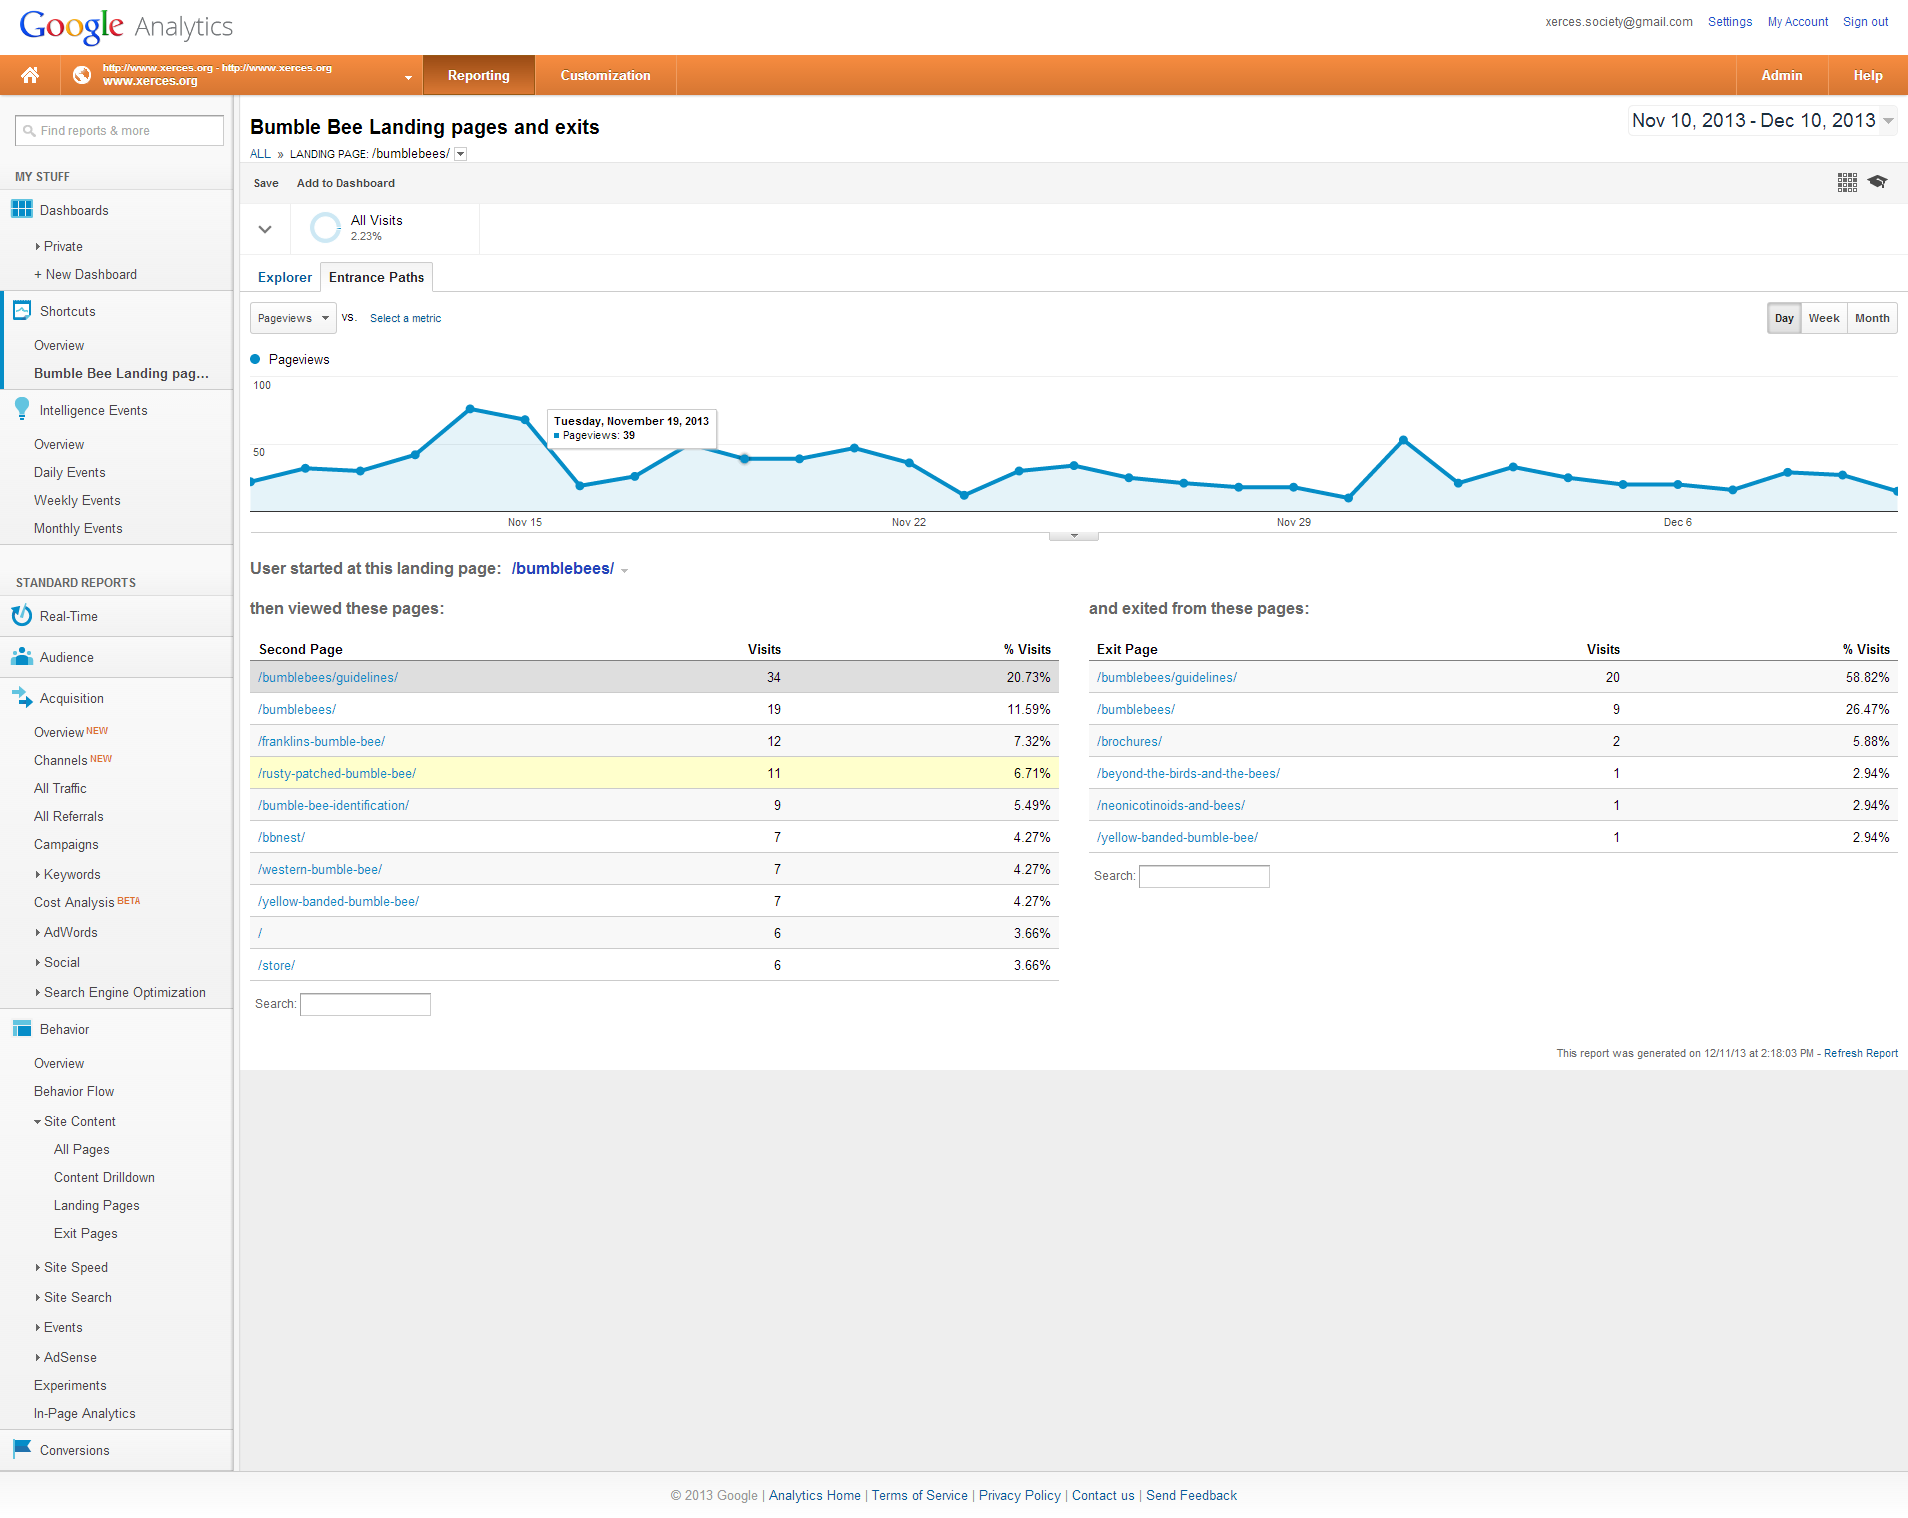 Google Analytics
xerces.society@gmail.com Settings My Account Sign out
http://www.xerces.org - http://www.xerces.org
www.xerces.org
Reporting Customization Admin Help
Find reports & more
MY STUFF
Dashboards
Private
+ New Dashboard
Shortcuts
Overview
Bumble Bee Landing pag...
Intelligence Events
Overview
Daily Events
Weekly Events
Monthly Events
STANDARD REPORTS
Real-Time
Audience
Acquisition
Overview NEW
Channels NEW
All Traffic
All Referrals
Campaigns
Keywords
Cost Analysis BETA
AdWords
Social
Search Engine Optimization
Behavior
Overview
Behavior Flow
Site Content
All Pages
Content Drilldown
Landing Pages
Exit Pages
Site Speed
Site Search
Events
AdSense
Experiments
In-Page Analytics
Conversions
Bumble Bee Landing pages and exits
Nov 10, 2013 - Dec 10, 2013
ALL » LANDING PAGE: /bumblebees/
Save Add to Dashboard
All Visits
2.23%
Explorer Entrance Paths
Pageviews VS. Select a metric
Day Week Month
Pageviews
100
50
Tuesday, November 19, 2013
Pageviews: 39
Nov 15 Nov 22 Nov 29 Dec 6
User started at this landing page: /bumblebees/
then viewed these pages:
Second Page Visits % Visits
/bumblebees/guidelines/ 34 20.73%
/bumblebees/ 19 11.59%
/franklins-bumble-bee/ 12 7.32%
/rusty-patched-bumble-bee/ 11 6.71%
/bumble-bee-identification/ 9 5.49%
/bbnest/ 7 4.27%
/western-bumble-bee/ 7 4.27%
/yellow-banded-bumble-bee/ 7 4.27%
/ 6 3.66%
/store/ 6 3.66%
Search:
and exited from these pages:
Exit Page Visits % Visits
/bumblebees/guidelines/ 20 58.82%
/bumblebees/ 9 26.47%
/brochures/ 2 5.88%
/beyond-the-birds-and-the-bees/ 1 2.94%
/neonicotinoids-and-bees/ 1 2.94%
/yellow-banded-bumble-bee/ 1 2.94%
Search:
This report was generated on 12/11/13 at 2:18:03 PM - Refresh Report
© 2013 Google | Analytics Home | Terms of Service | Privacy Policy | Contact us | Send Feedback